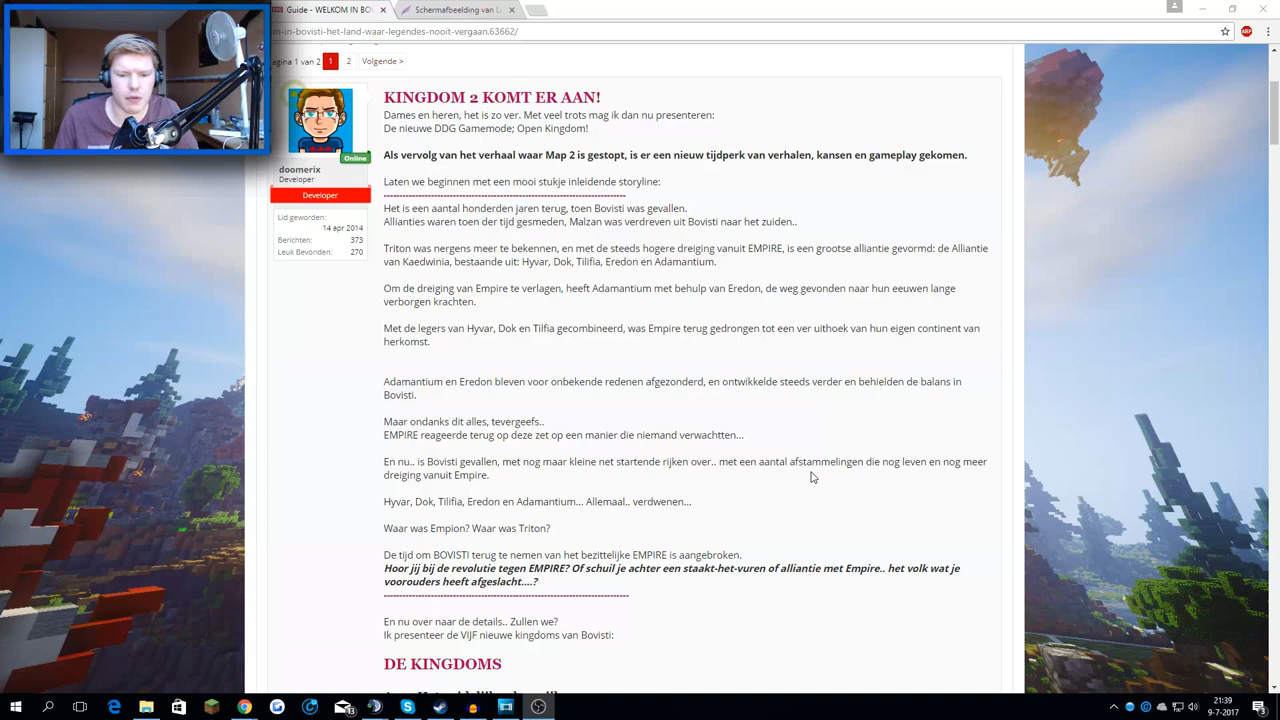 Guide - WELKOM IN BOV
Schermafbeelding van L
m-in-bovisti-het-land-waar-legendes-nooit-vergaan.63662/
agina 1 van 2 1 2 Volgende >
KINGDOM 2 KOMT ER AAN!
Dames en heren, het is zo ver. Met veel trots mag ik dan nu presenteren:
De nieuwe DDG Gamemode; Open Kingdom!
Als vervolg van het verhaal waar Map 2 is gestopt, is er een nieuw tijdperk van verhalen, kansen en gameplay gekomen.
Laten we beginnen met een mooi stukje inleidende storyline:
Het is een aantal honderden jaren terug, toen Bovisti was gevallen.
Allianties waren toen der tijd gesmeden, Malzan was verdreven uit Bovisti naar het zuiden..
Triton was nergens meer te bekennen, en met de steeds hogere dreiging vanuit EMPIRE, is een grootse alliantie gevormd: de Alliantie
van Kaedwinia, bestaande uit: Hyvar, Dok, Tilifia, Eredon en Adamantium.
Om de dreiging van Empire te verlagen, heeft Adamantium met behulp van Eredon, de weg gevonden naar hun eeuwen lange
verborgen krachten.
Met de legers van Hyvar, Dok en Tilfia gecombineerd, was Empire terug gedrongen tot een ver uithoek van hun eigen continent van
herkomst.
Adamantium en Eredon bleven voor onbekende redenen afgezonderd, en ontwikkelde steeds verder en behielden de balans in
Bovisti.
Maar ondanks dit alles, tevergeefs..
EMPIRE reageerde terug op deze zet op een manier die niemand verwachtten...
En nu.. is Bovisti gevallen, met nog maar kleine net startende rijken over.. met een aantal afstammelingen die nog leven en nog meer
dreiging vanuit Empire.
Hyvar, Dok, Tilifia, Eredon en Adamantium... Allemaal.. verdwenen...
Waar was Empion? Waar was Triton?
De tijd om BOVISTI terug te nemen van het bezittelijke EMPIRE is aangebroken.
Hoor jij bij de revolutie tegen EMPIRE? Of schuil je achter een staakt-het-vuren of alliantie met Empire.. het volk wat je
voorouders heeft afgeslacht....?
En nu over naar de details.. Zullen we?
Ik presenteer de VIJF nieuwe kingdoms van Bovisti:
DE KINGDOMS
Online
doomerix
Developer
Developer
Lid geworden:
14 apr 2014
Berichten: 373
Leuk Bevonden: 270
ABP
13
21:39
9-7-2017
3